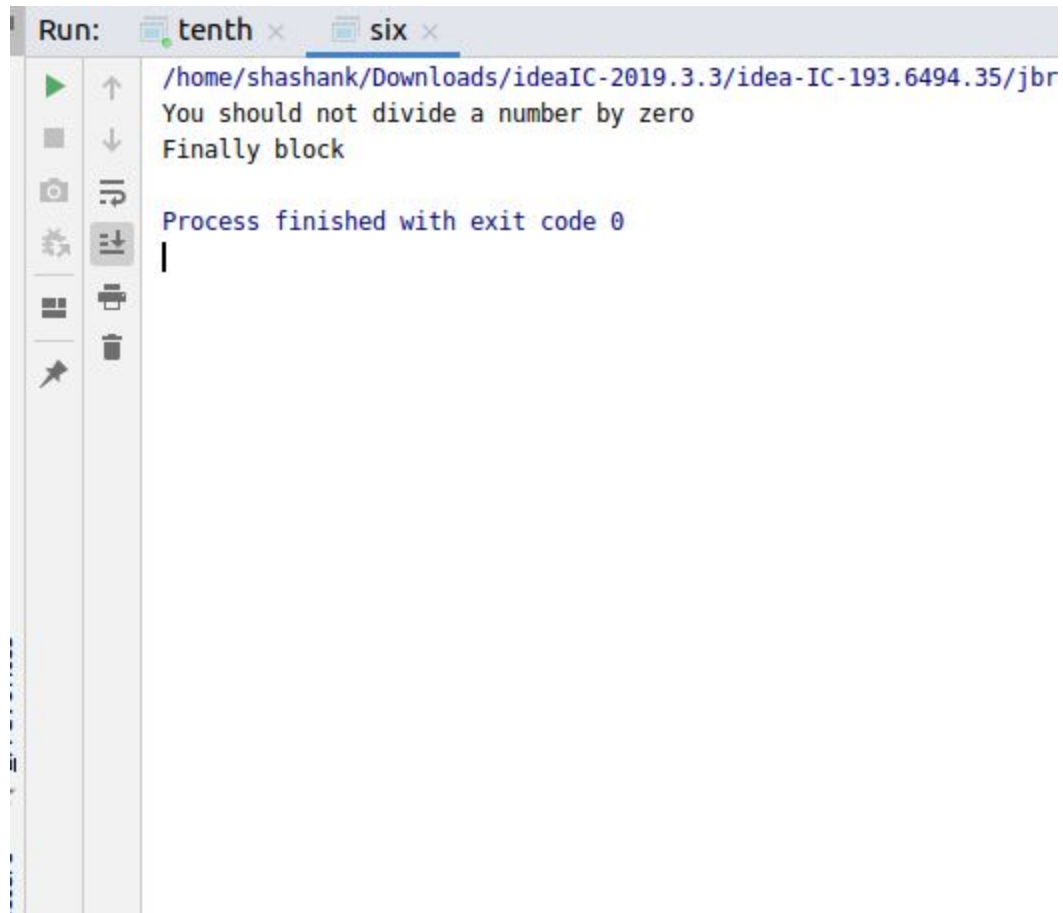 Run: tenth six
/home/shashank/Downloads/ideaIC-2019.3.3/idea-IC-193.6494.35/jbr
You should not divide a number by zero
Finally block
Process finished with exit code 0